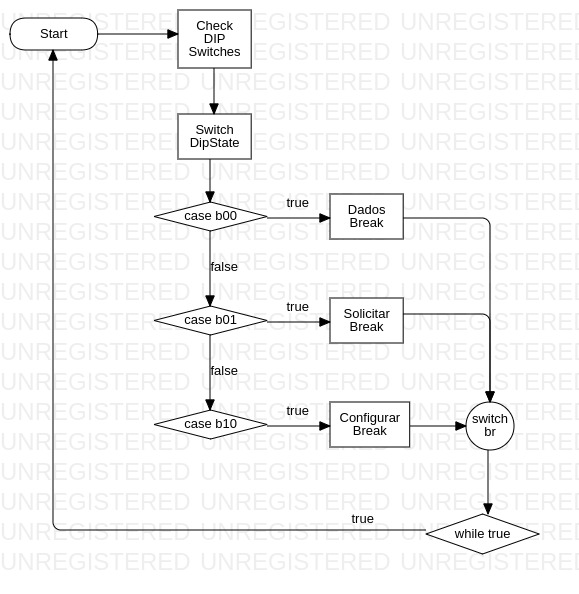 Start
Check
DIP
Switches
Switch
DipState
case b00
true
Dados
Break
false
case b01
true
Solicitar
Break
false
case b10
true
Configurar
Break
switch
br
true
while true
UNREGISTERED UNREGISTERED UNREGISTERED